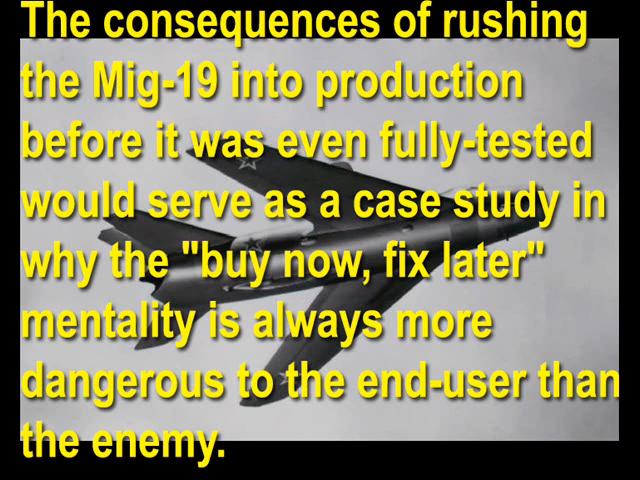 The consequences of rushing
the Mig-19 into production
before it was even fully-tested
would serve as a case study in
why the "buy now, fix later"
mentality is always more
dangerous to the end-user than
the enemy.